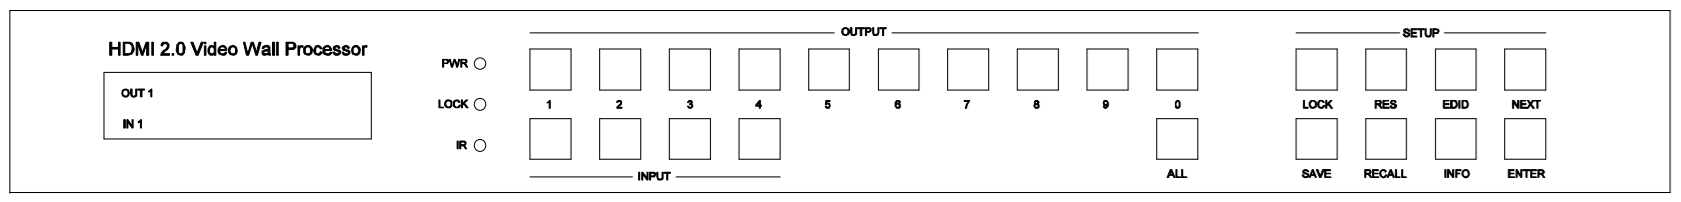 HDMI 2.0 Video Wall Processor
OUT 1
IN 1
PWR
LOCK
IR
OUTPUT
1 2 3 4 5 6 7 8 9 0
INPUT
ALL
SETUP
LOCK RES EDID NEXT
SAVE RECALL INFO ENTER